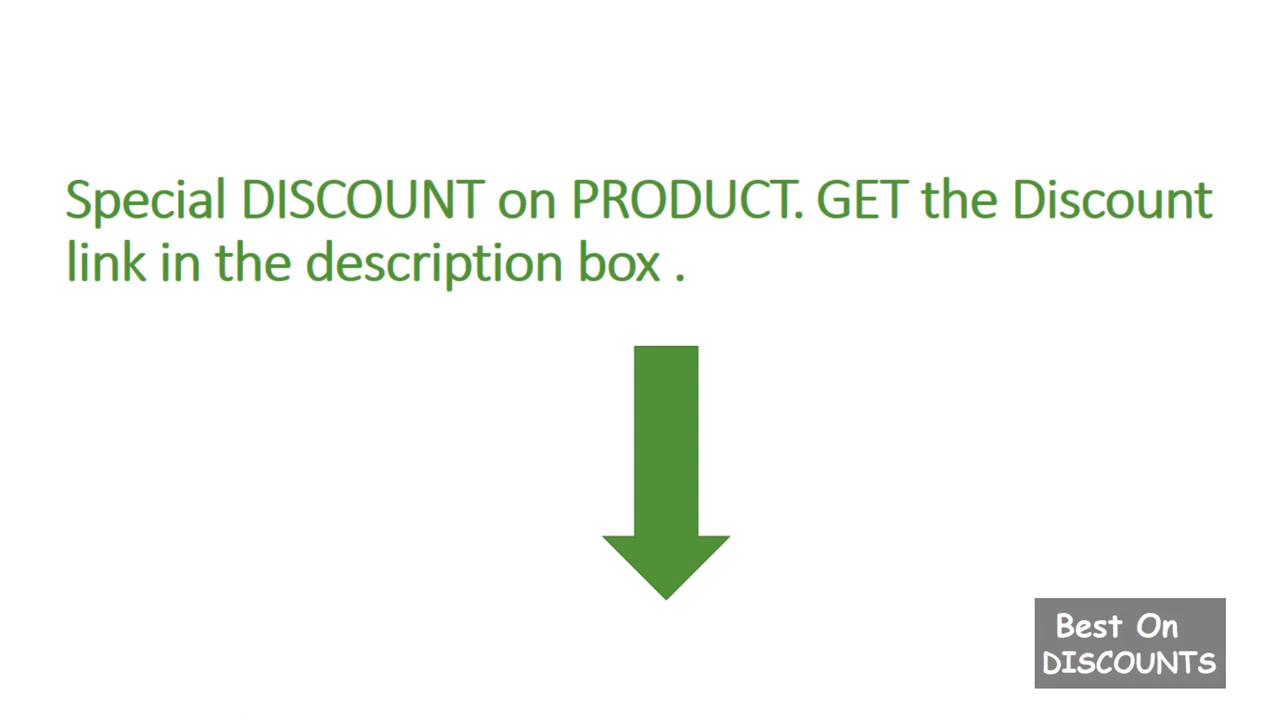 Special DISCOUNT on PRODUCT. GET the Discount
link in the description box .
Best On
DISCOUNTS